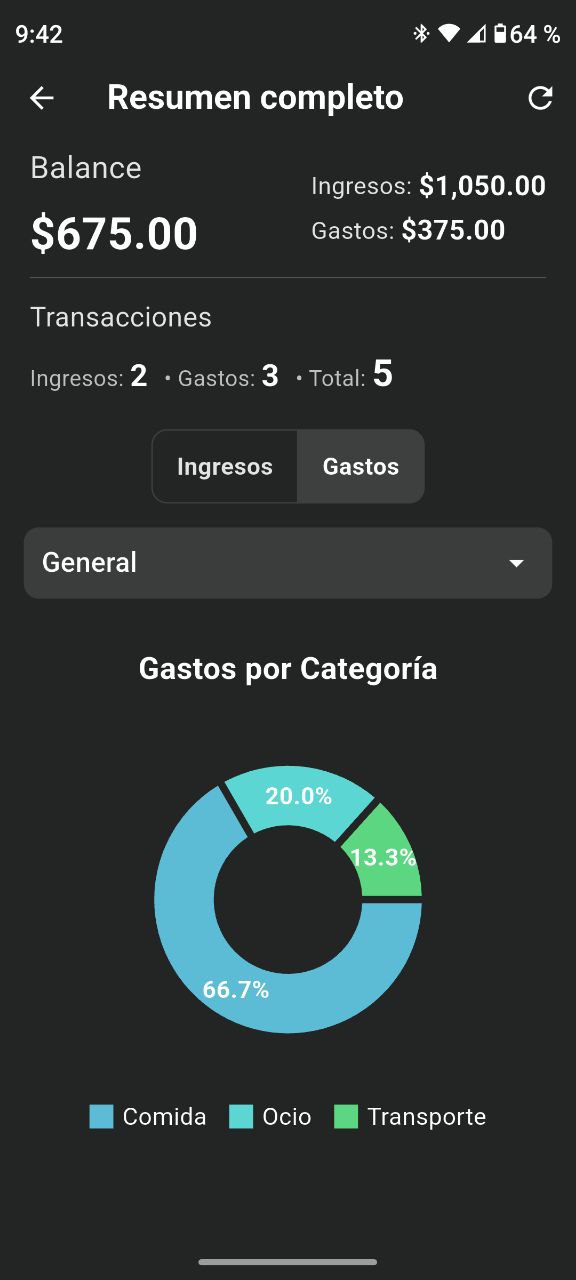 9:42 64 %
Resumen completo
Balance
$675.00
Ingresos: $1,050.00
Gastos: $375.00
Transacciones
Ingresos: 2 • Gastos: 3 • Total: 5
Ingresos Gastos
General
Gastos por Categoría
20.0%
13.3%
66.7%
Comida Ocio Transporte